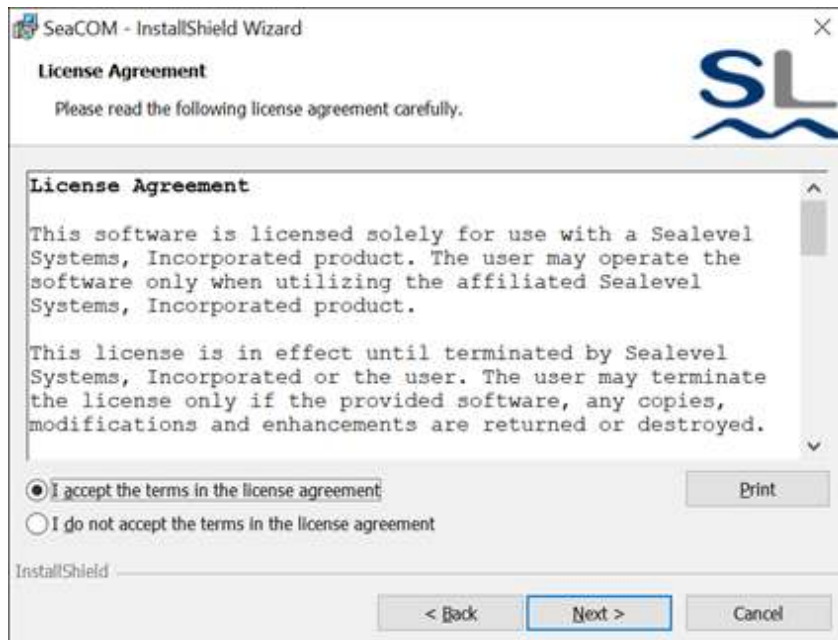 SeaCOM - InstallShield Wizard
License Agreement
Please read the following license agreement carefully.
SL
License Agreement
This software is licensed solely for use with a Sealevel
Systems, Incorporated product. The user may operate the
software only when utilizing the affiliated Sealevel
Systems, Incorporated product.
This license is in effect until terminated by Sealevel
Systems, Incorporated or the user. The user may terminate
the license only if the provided software, any copies,
modifications and enhancements are returned or destroyed.
I accept the terms in the license agreement
Print
I do not accept the terms in the license agreement
InstallShield
< Back
Next >
Cancel